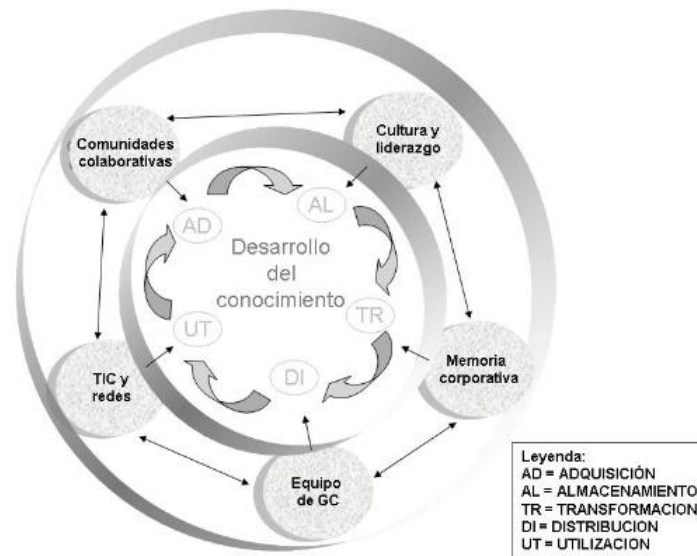 Comunidades
colaborativas
Cultura y
liderazgo
AD
AL
Desarrollo
del
conocimiento
UT
TR
DI
TIC y
redes
Memoria
corporativa
Equipo
de GC
Leyenda:
AD = ADQUISICIÓN
AL = ALMACENAMIENTO
TR = TRANSFORMACION
DI = DISTRIBUCION
UT = UTILIZACION